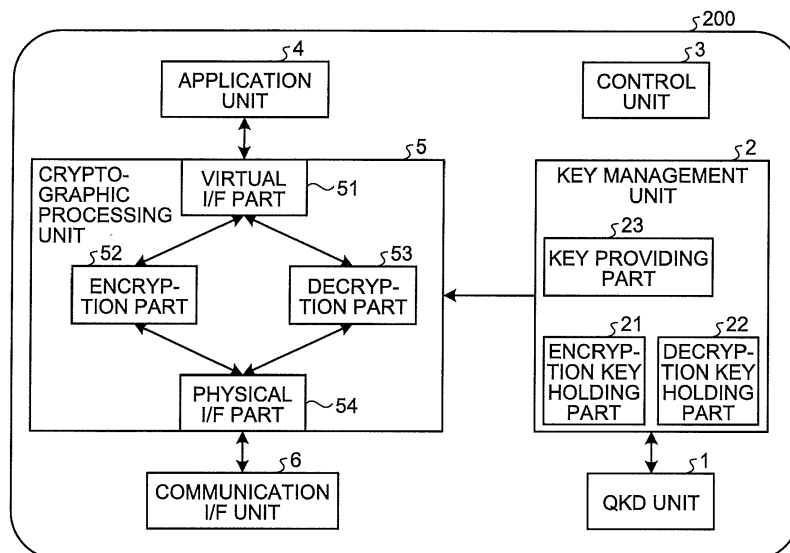 200
4
APPLICATION
UNIT
3
CONTROL
UNIT
5
CRYPTO-
GRAPHIC
PROCESSING
UNIT
VIRTUAL
I/F PART
51
52
ENCRYP-
TION PART
53
DECRYP-
TION PART
PHYSICAL
I/F PART
54
2
KEY MANAGEMENT
UNIT
23
KEY PROVIDING
PART
21
ENCRYP-
TION KEY
HOLDING
PART
22
DECRYP-
TION KEY
HOLDING
PART
6
COMMUNICATION
I/F UNIT
1
QKD UNIT